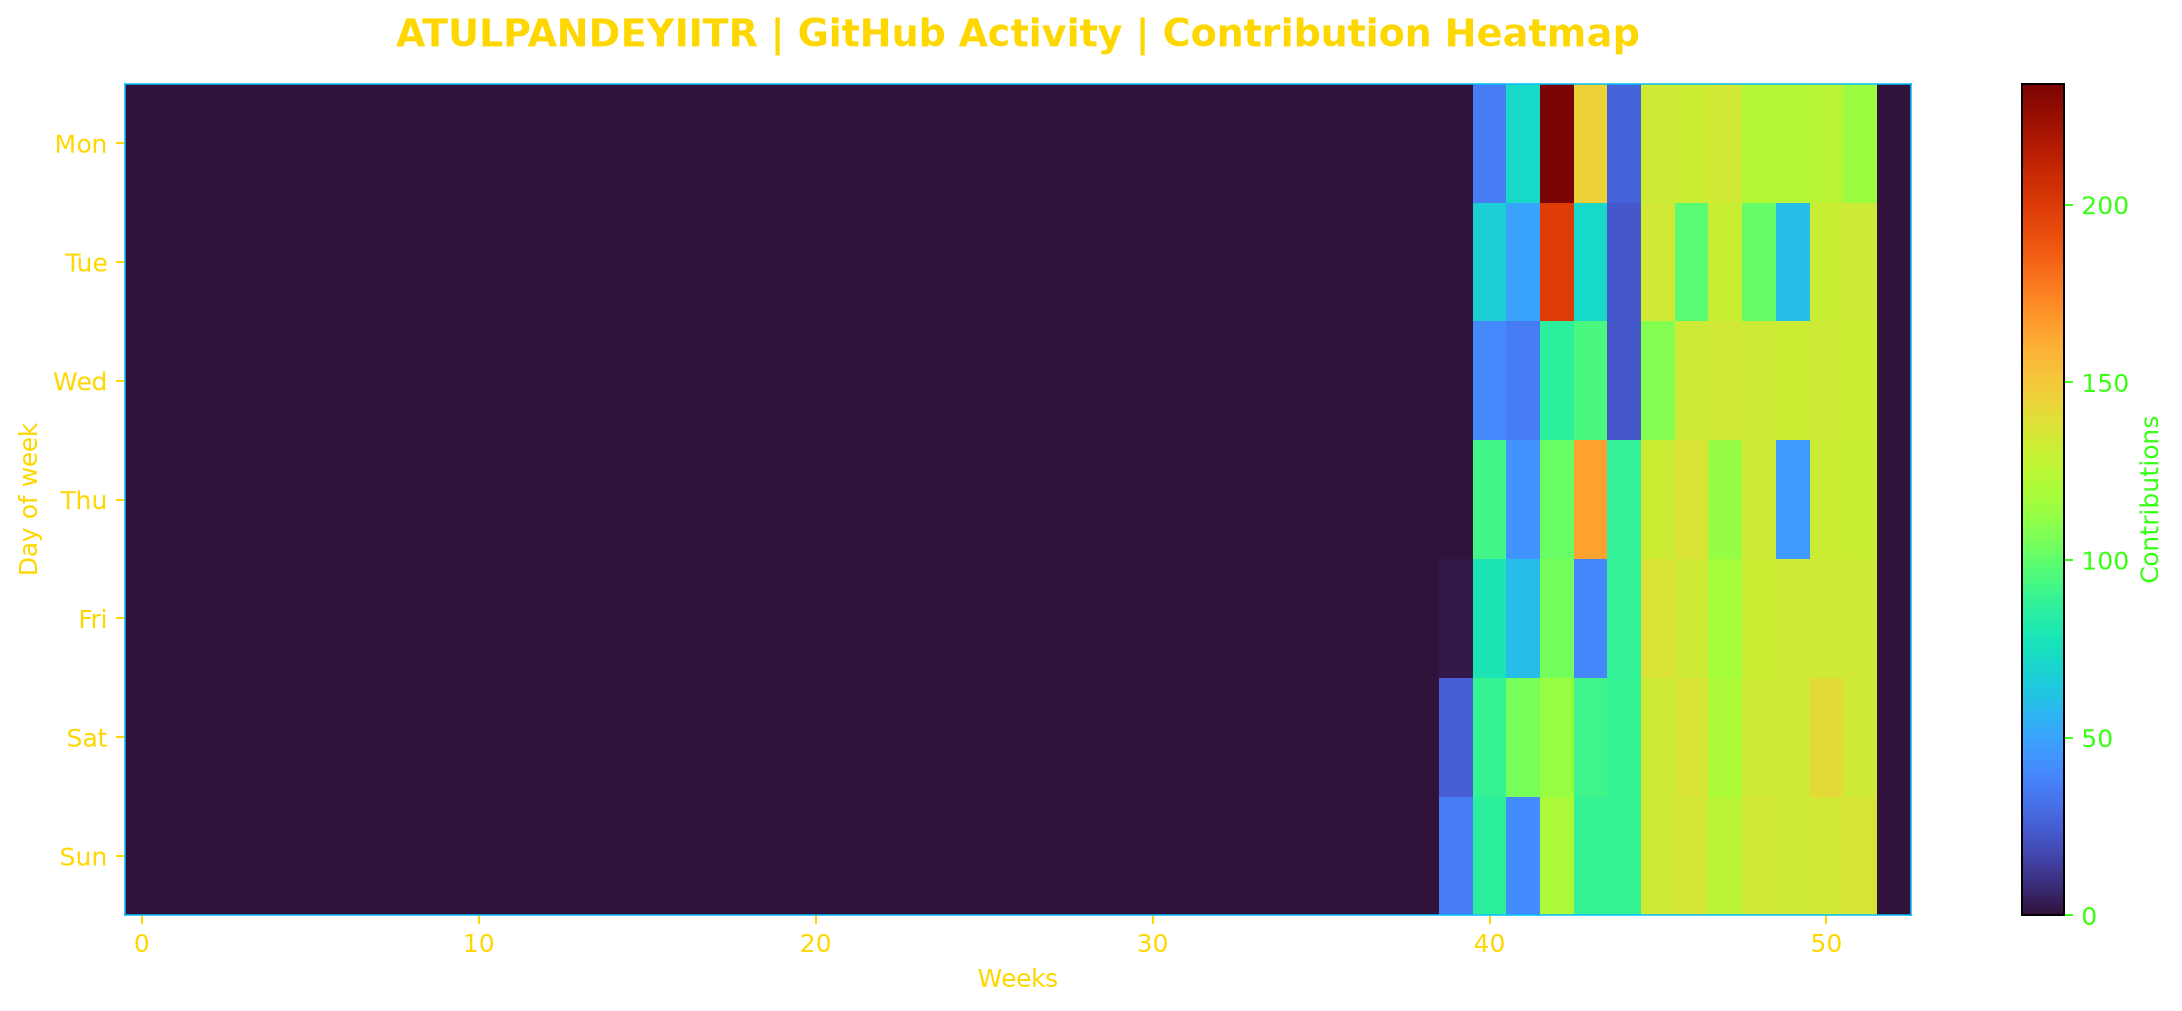 ATULPANDEYIITR | GitHub Activity | Contribution Heatmap
Mon
Tue
Wed
Thu
Fri
Sat
Sun
Day of week
0 10 20 30 40 50
Weeks
200
150
100
50
0
Contributions